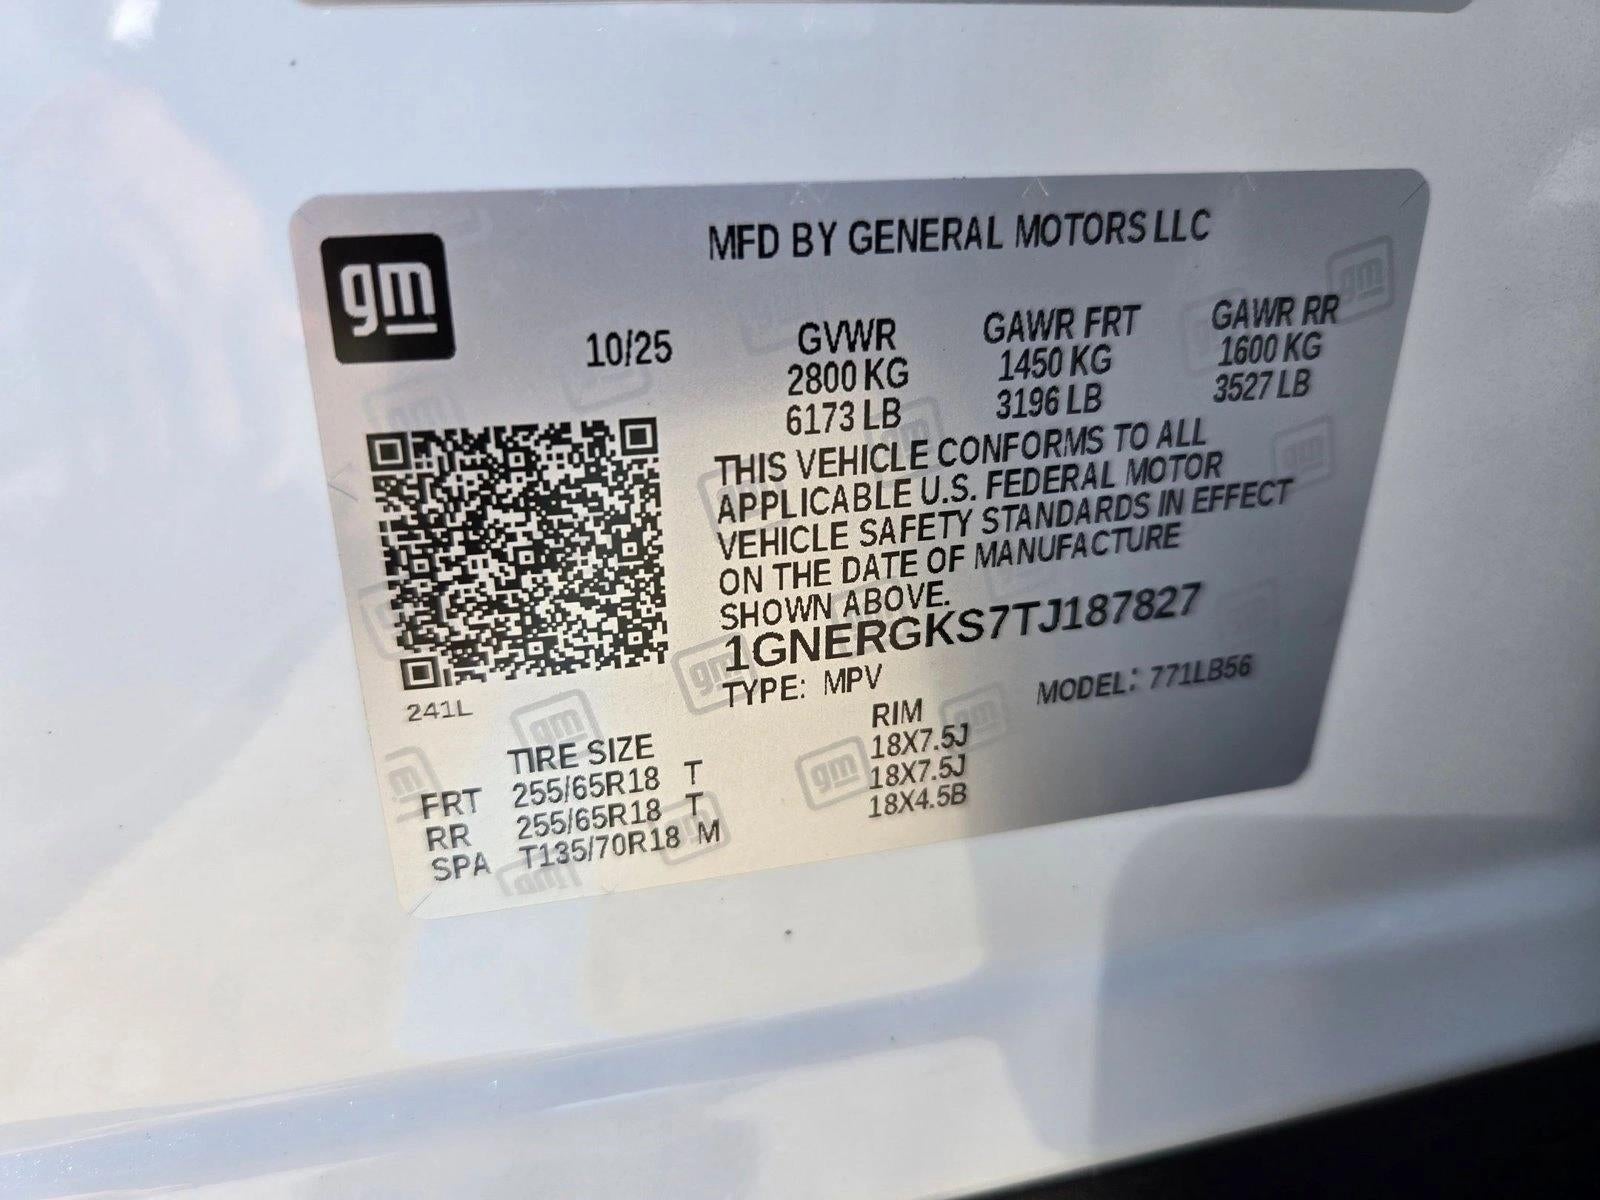 gm
MFD BY GENERAL MOTORS LLC
10/25
GVWR GAWR FRT GAWR RR
2800 KG 1450 KG 1600 KG
6173 LB 3196 LB 3527 LB
THIS VEHICLE CONFORMS TO ALL
APPLICABLE U.S. FEDERAL MOTOR
VEHICLE SAFETY STANDARDS IN EFFECT
ON THE DATE OF MANUFACTURE
SHOWN ABOVE.
1GNERGKS7TJ187827
TYPE: MPV MODEL: 771LB56
241L
TIRE SIZE RIM
FRT 255/65R18 T 18X7.5J
RR 255/65R18 T 18X7.5J
SPA T135/70R18 M 18X4.5B